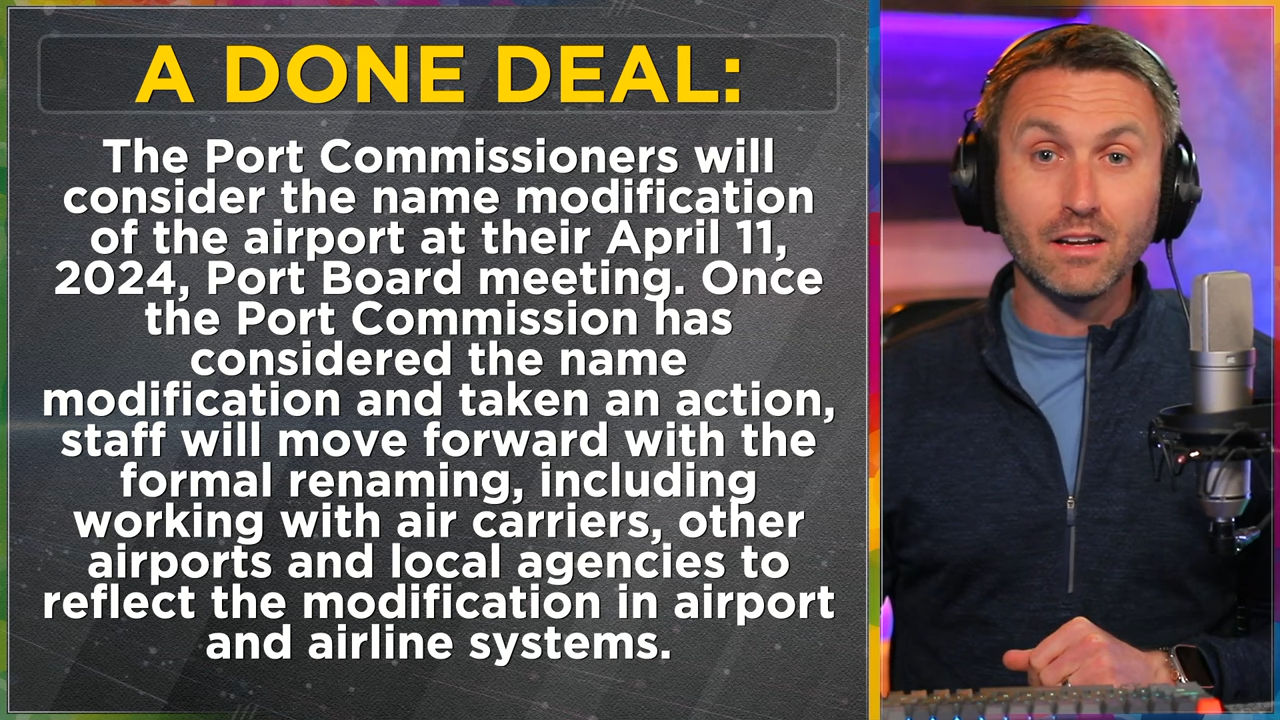 A DONE DEAL:
The Port Commissioners will
consider the name modification
of the airport at their April 11,
2024, Port Board meeting. Once
the Port Commission has
considered the name
modification and taken an action,
staff will move forward with the
formal renaming, including
working with air carriers, other
airports and local agencies to
reflect the modification in airport
and airline systems.